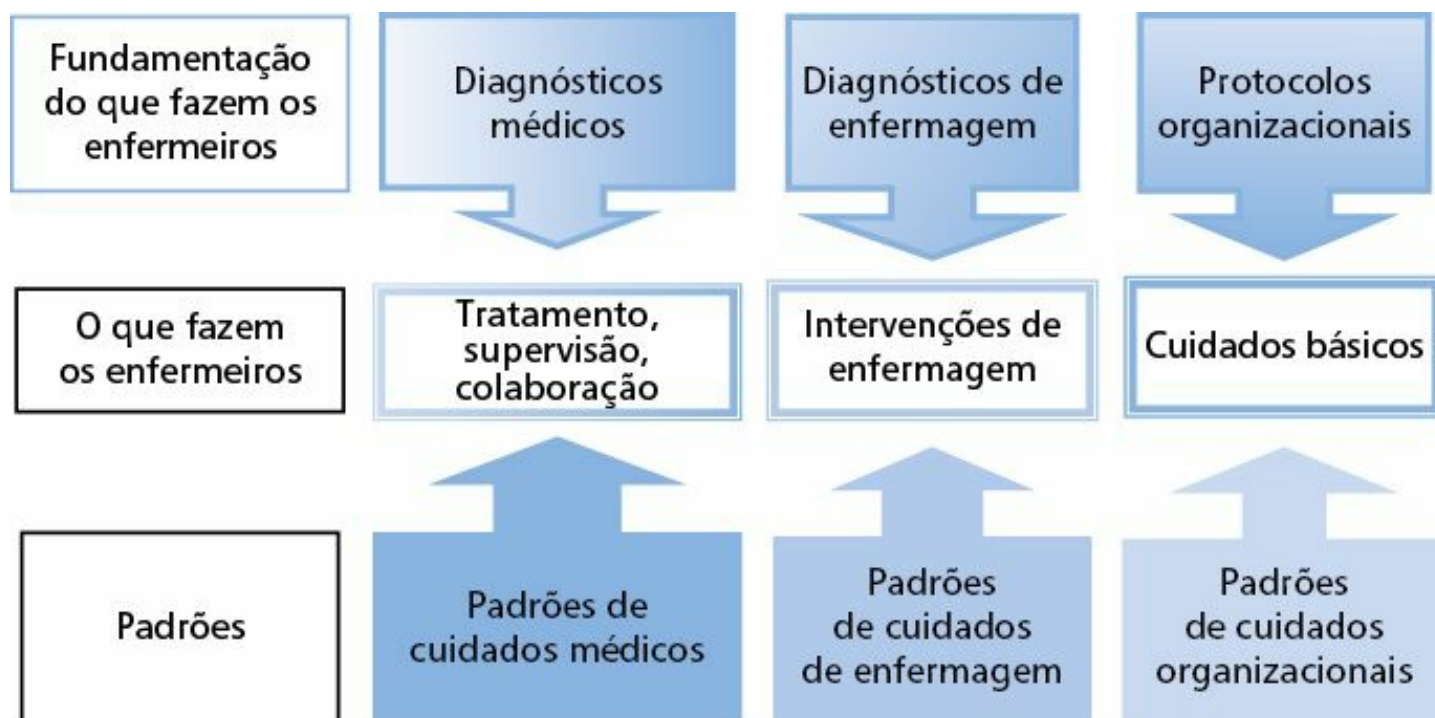 Fundamentação
do que fazem os
enfermeiros
Diagnósticos
médicos
Diagnósticos de
enfermagem
Protocolos
organizacionais
O que fazem
os enfermeiros
Tratamento,
supervisão,
colaboração
Intervenções de
enfermagem
Cuidados básicos
Padrões
Padrões de
cuidados médicos
Padrões
de cuidados
de enfermagem
Padrões
de cuidados
organizacionais